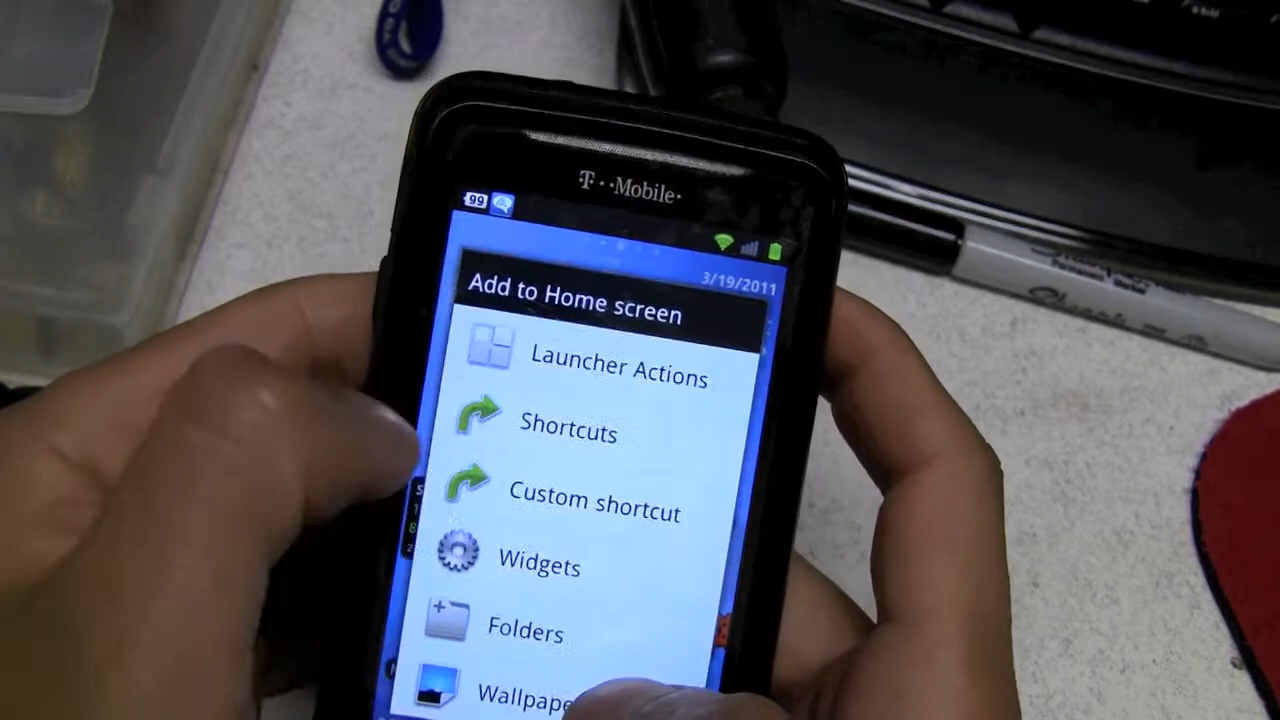 T··Mobile·
99
3/19/2011
Add to Home screen
Launcher Actions
Shortcuts
Custom shortcut
Widgets
Folders